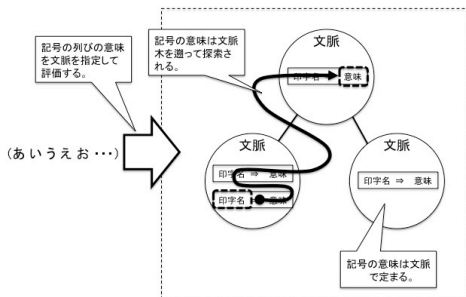 記号の列びの意味
を文脈を指定して
評価する。
記号の意味は文脈
木を遡って探索さ
れる。
文脈
印字名 意味
(あいうえお・・・)
文脈
印字名 ⇒ 意味
印字名 意味
文脈
印字名 ⇒ 意味
記号の意味は文脈
で定まる。